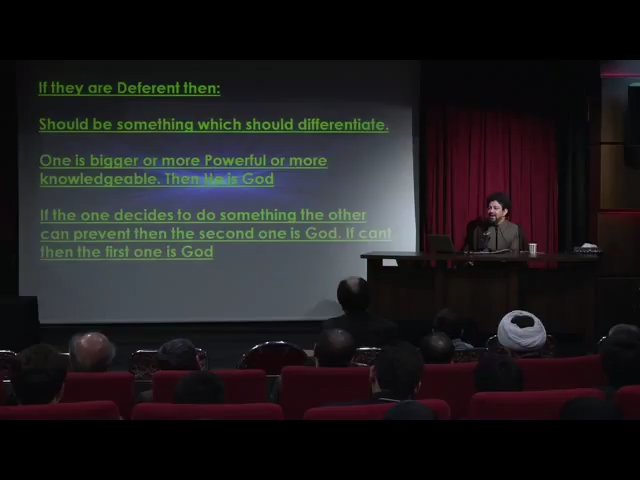 If they are Deferent then:
Should be something which should differentiate.
One is bigger or more Powerful or more
knowledgeable. Then He is God
If the one decides to do something the other
can prevent then the second one is God. If cant
then the first one is God